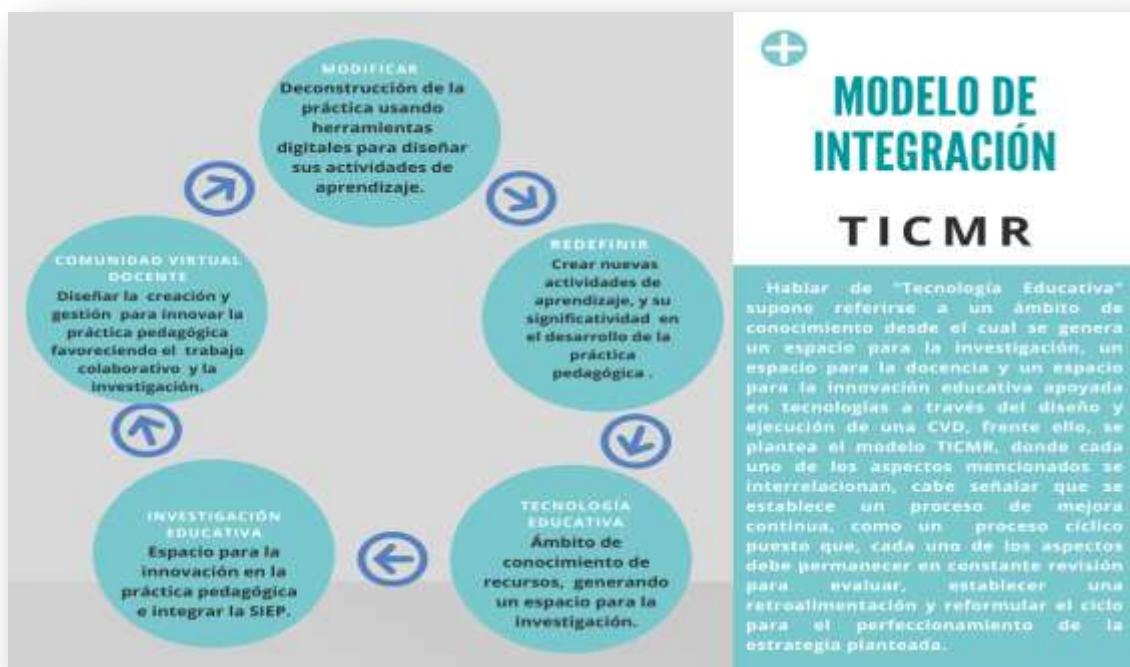 MODIFICAR
Deconstrucción de la
práctica usando
herramientas
digitales para diseñar
sus actividades de
aprendizaje.
REDEFINIR
Crear nuevas
actividades de
aprendizaje, y su
significatividad en
el desarrollo de la
práctica
pedagógica .
TECNOLOGÍA
EDUCATIVA
Ámbito de
conocimiento de
recursos, generando
un espacio para la
investigación.
INVESTIGACIÓN
EDUCATIVA
Espacio para la
innovación en la
práctica pedagógica
e integrar la SIEP.
COMUNIDAD VIRTUAL
DOCENTE
Diseñar la creación y
gestión para innovar la
práctica pedagógica
favoreciendo el trabajo
colaborativo y la
investigación.
MODELO DE
INTEGRACIÓN
TICMR
Hablar de "Tecnología Educativa"
supone referirse a un ámbito de
conocimiento desde el cual se genera
un espacio para la investigación, un
espacio para la docencia y un espacio
para la innovación educativa apoyada
en tecnologías a través del diseño y
ejecución de una CVD, frente ello, se
plantea el modelo TICMR, donde cada
uno de los aspectos mencionados se
interrelacionan, cabe señalar que se
establece un proceso de mejora
continua, como un proceso cíclico
puesto que, cada uno de los aspectos
debe permanecer en constante revisión
para evaluar, establecer una
retroalimentación y reformular el ciclo
para el perfeccionamiento de la
estrategia planteada.